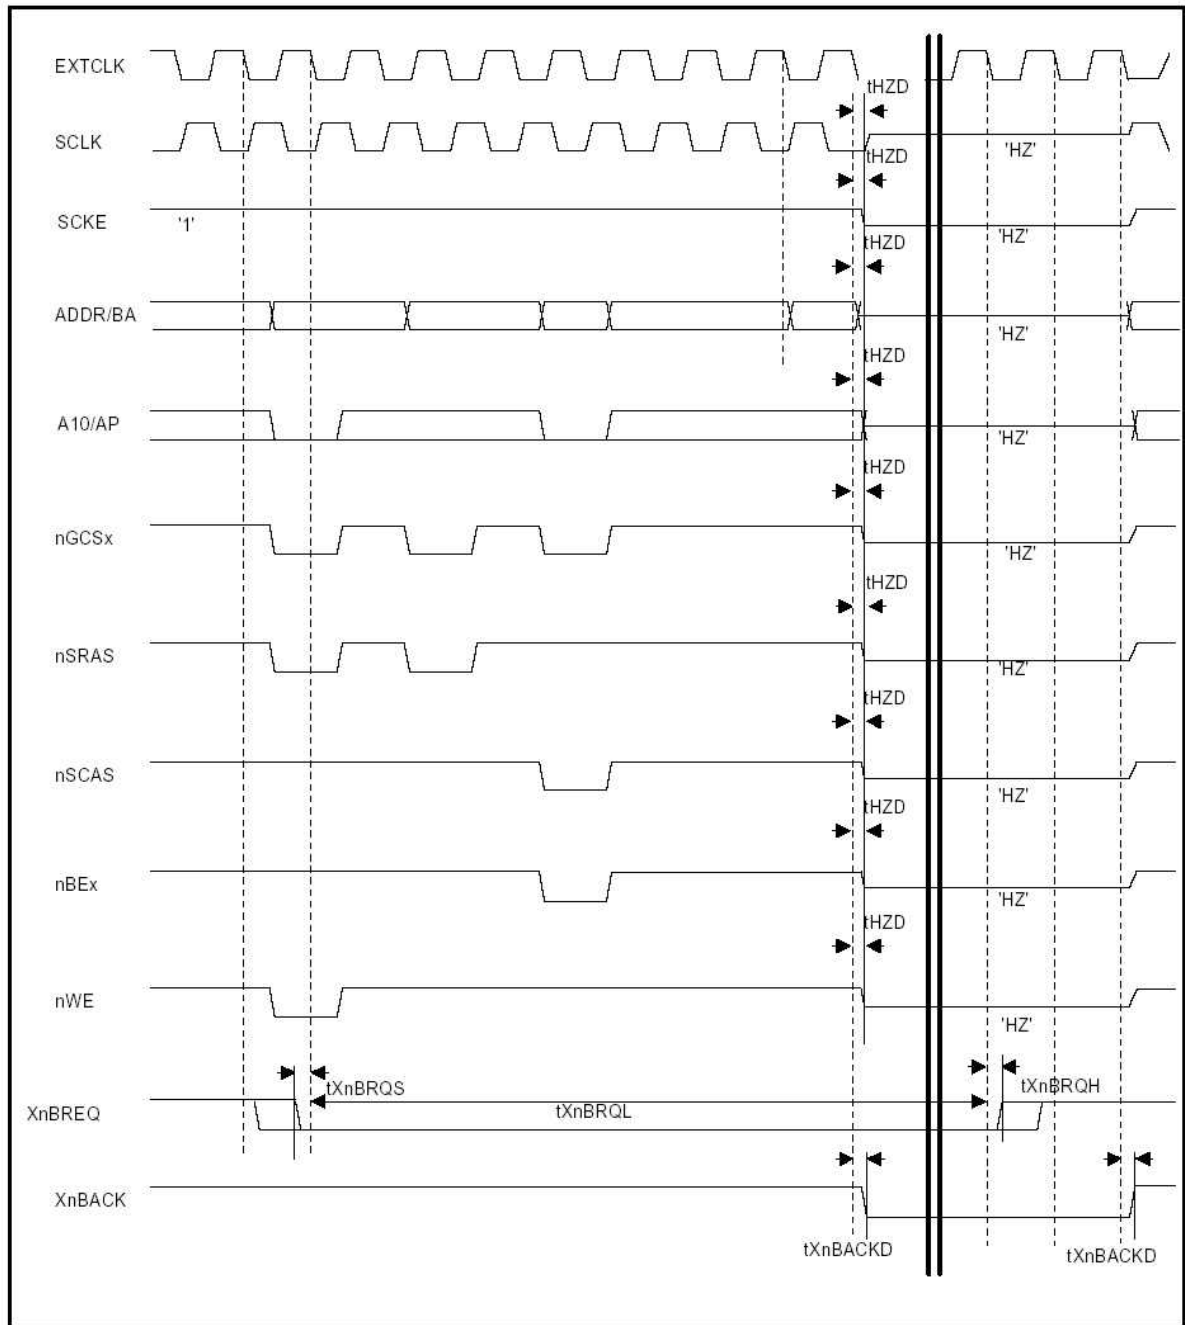 EXTCLK
tHZD
SCLK
'HZ'
tHZD
SCKE
'1'
'HZ'
tHZD
ADDR/BA
'HZ'
tHZD
A10/AP
'HZ'
tHZD
nGCSx
'HZ'
tHZD
nSRAS
'HZ'
tHZD
nSCAS
'HZ'
tHZD
nBEx
'HZ'
tHZD
nWE
'HZ'
tXnBRQS
tXnBRQH
XnBREQ
tXnBRQL
XnBACK
tXnBACKD
tXnBACKD